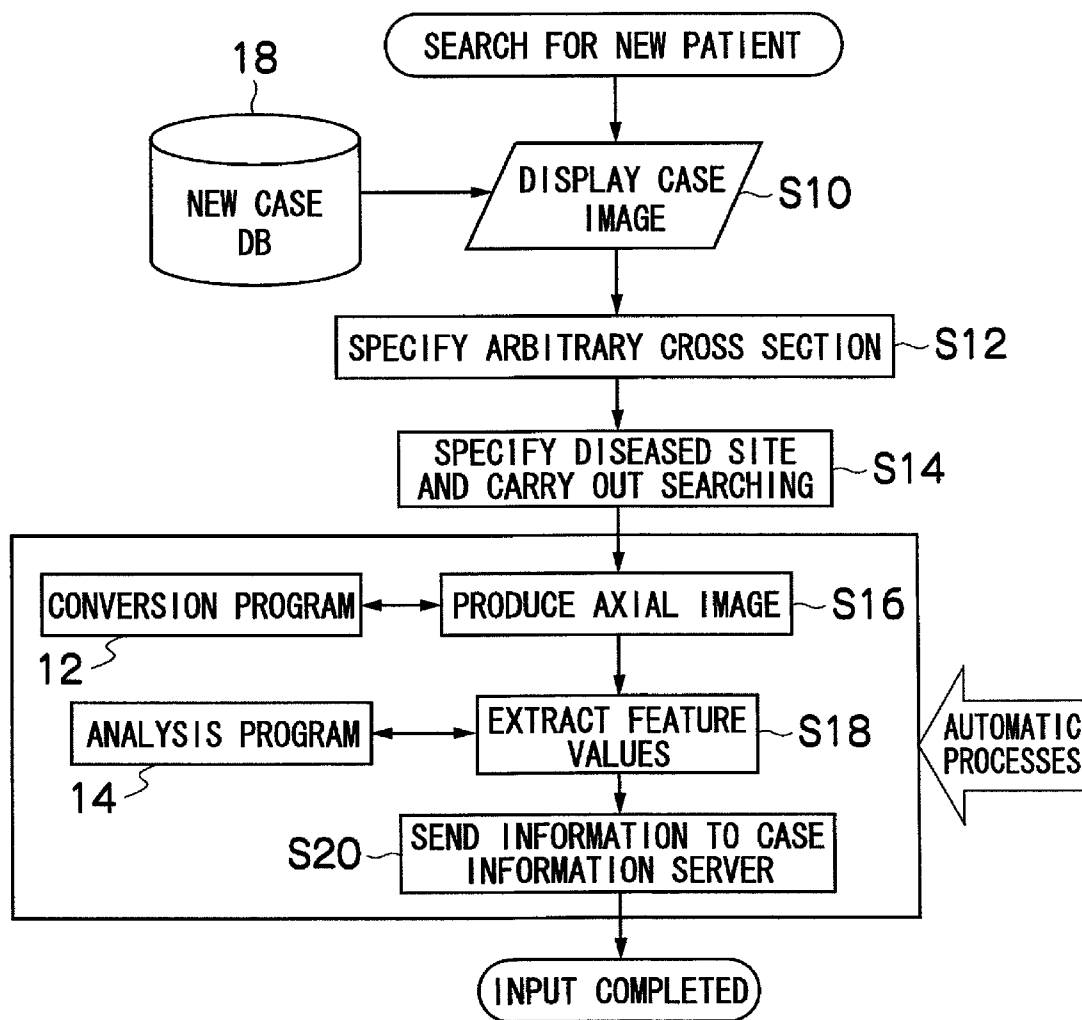 SEARCH FOR NEW PATIENT
18
NEW CASE
DB
DISPLAY CASE
IMAGE
S10
SPECIFY ARBITRARY CROSS SECTION
S12
SPECIFY DISEASED SITE
AND CARRY OUT SEARCHING
S14
CONVERSION PROGRAM
12
PRODUCE AXIAL IMAGE
S16
ANALYSIS PROGRAM
14
EXTRACT FEATURE
VALUES
S18
AUTOMATIC
PROCESSES
S20
SEND INFORMATION TO CASE
INFORMATION SERVER
INPUT COMPLETED